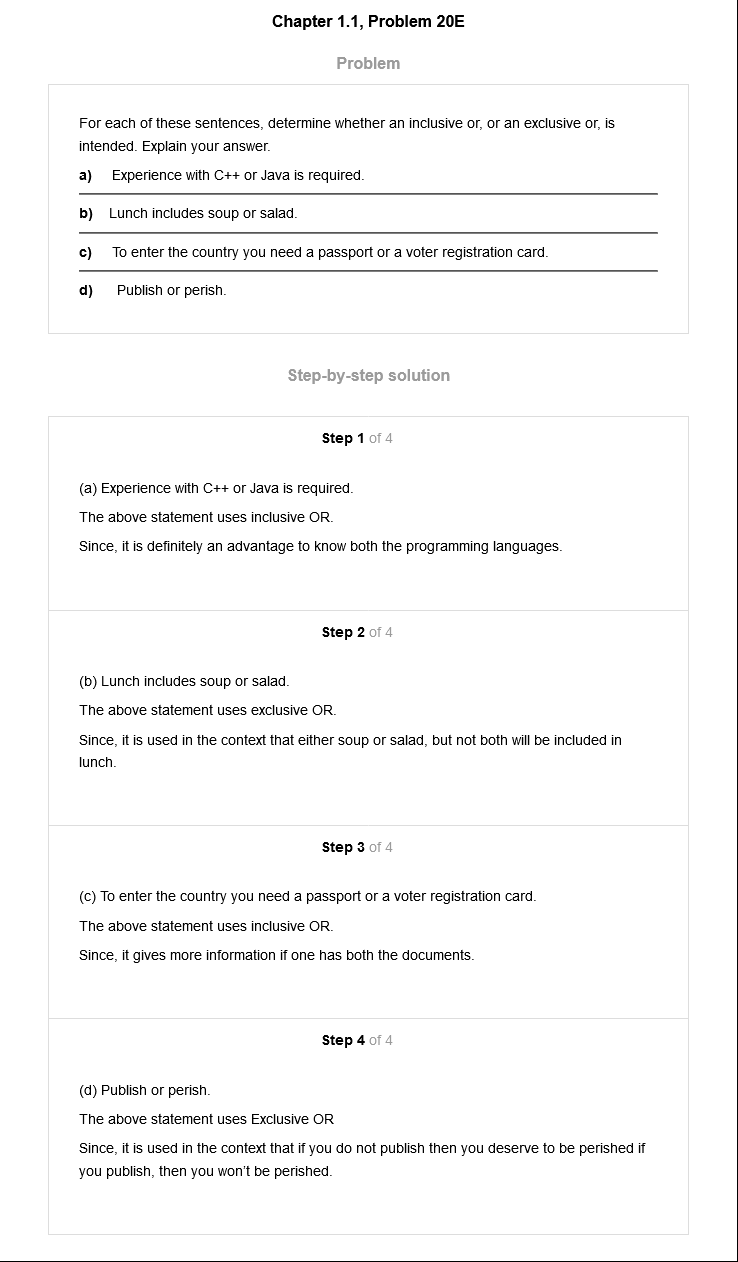 Chapter 1.1, Problem 20E
Problem
For each of these sentences, determine whether an inclusive or, or an exclusive or, is
intended. Explain your answer.
a) Experience with C++ or Java is required.
b) Lunch includes soup or salad.
c) To enter the country you need a passport or a voter registration card.
d) Publish or perish.
Step-by-step solution
Step 1 of 4
(a) Experience with C++ or Java is required.
The above statement uses inclusive OR.
Since, it is definitely an advantage to know both the programming languages.
Step 2 of 4
(b) Lunch includes soup or salad.
The above statement uses exclusive OR.
Since, it is used in the context that either soup or salad, but not both will be included in
lunch.
Step 3 of 4
(c) To enter the country you need a passport or a voter registration card.
The above statement uses inclusive OR.
Since, it gives more information if one has both the documents.
Step 4 of 4
(d) Publish or perish.
The above statement uses Exclusive OR
Since, it is used in the context that if you do not publish then you deserve to be perished if
you publish, then you won't be perished.